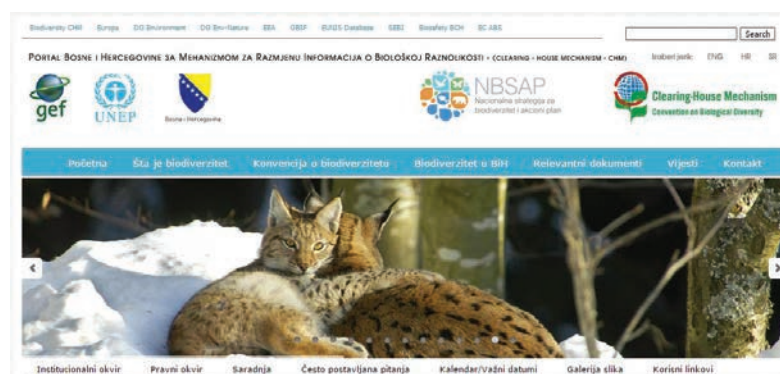 Biodiversity CHM Europa DG Environment DG Env-Nature EEA GBIF EUNIS Database SEBI Biosafety BCH EC ABS
Search
PORTAL BOSNE I HERCEGOVINE SA MEHANIZMOM ZA RAZMJENU INFORMACIJA O BIOLOŠKOJ RAZNOLIKOSTI - (CLEARING - HOUSE MECHANISM - CHM)
Izaberi jezik: ENG HR SR
gef
UNEP
Bosna i Hercegovina
NBSAP
Nacionalna strategija za
biodiverzitet i akcioni plan
Clearing-House Mechanism
Convention on Biological Diversity
Početna Šta je biodiverzitet Konvencija o biodiverzitetu Biodiverzitet u BiH Relevantni dokumenti Vijesti Kontakt
Institucionalni okvir Pravni okvir Saradnja Često postavljana pitanja Kalendar/Važni datumi Galerija slika Korisni linkovi